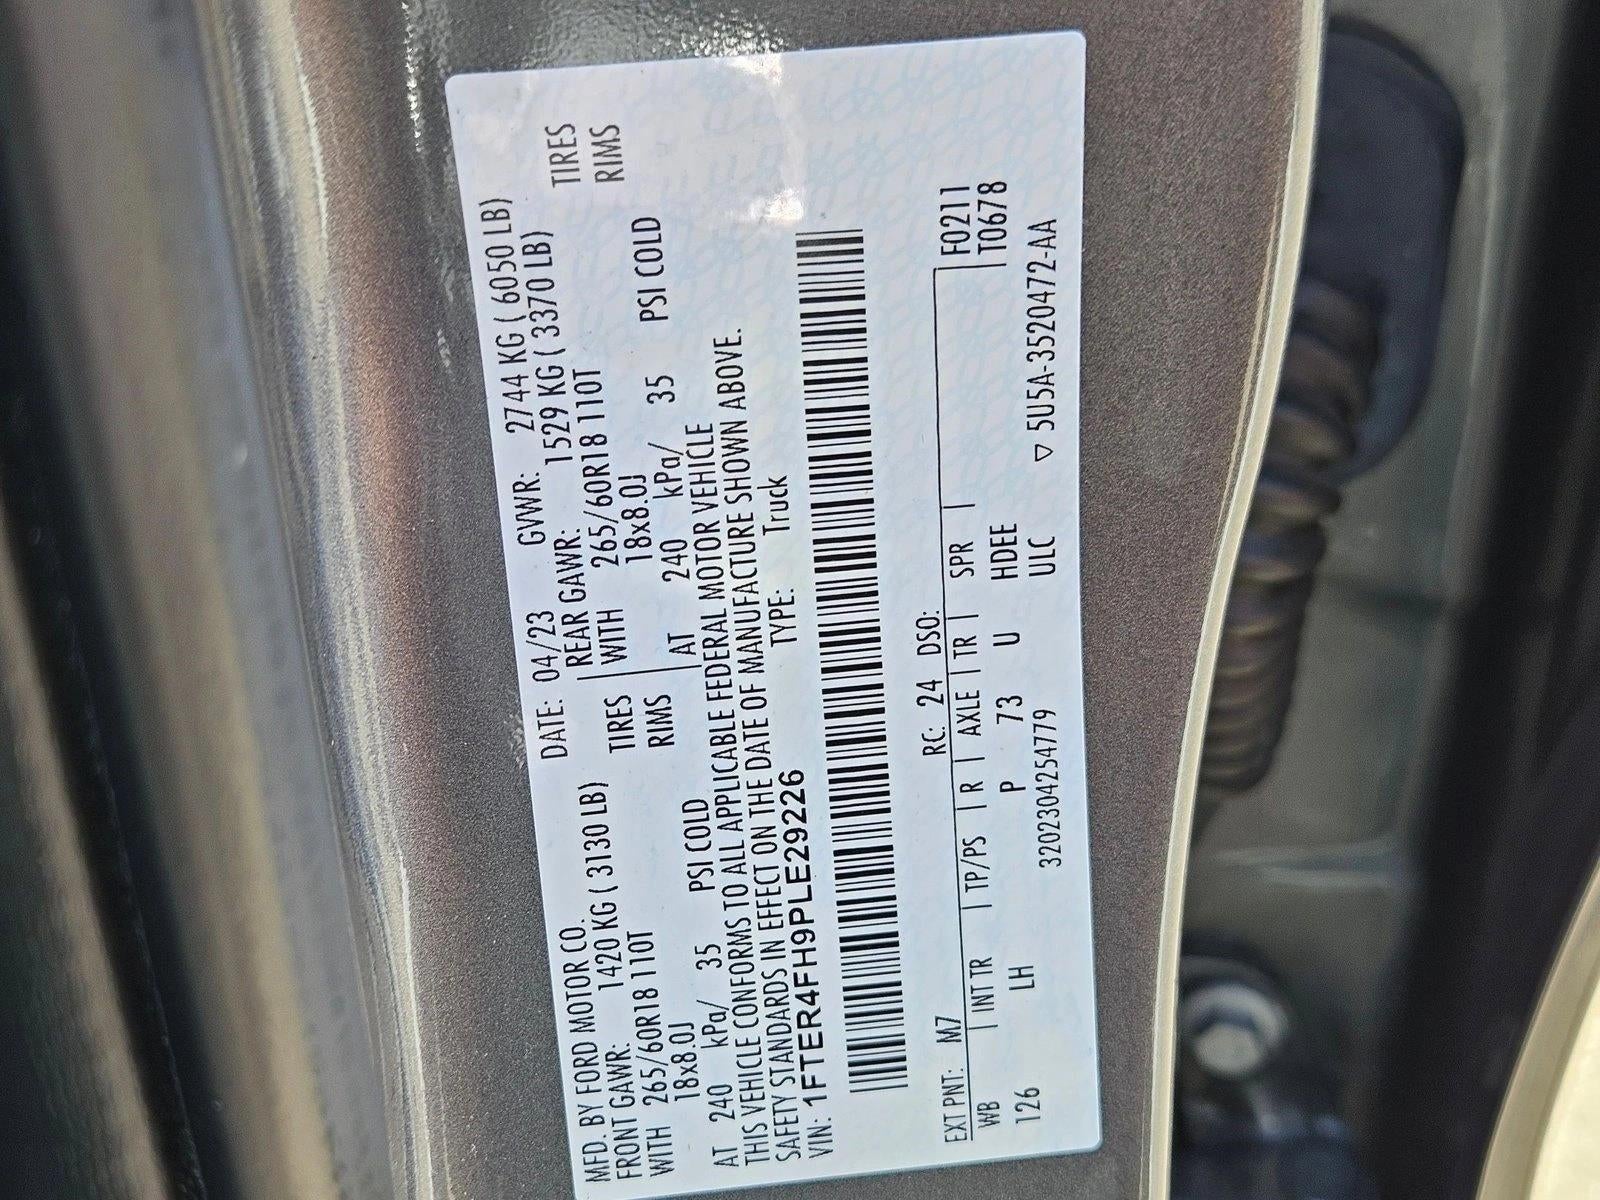 MFD. BY FORD MOTOR CO. DATE: 04/23 GVWR: 2744 KG ( 6050 LB)
FRONT GAWR: 1420 KG ( 3130 LB) REAR GAWR: 1529 KG ( 3370 LB)
WITH 265/60R18 110T TIRES WITH 265/60R18 110T TIRES
18x8.0J RIMS 18x8.0J RIMS
AT 240 kPa/ 35 PSI COLD AT 240 kPa/ 35 PSI COLD
THIS VEHICLE CONFORMS TO ALL APPLICABLE FEDERAL MOTOR VEHICLE
SAFETY STANDARDS IN EFFECT ON THE DATE OF MANUFACTURE SHOWN ABOVE.
VIN: 1FTER4FH9PLE29226 TYPE: Truck
EXT PNT: M7 RC: 24 DSO: F0211
WB | INT TR | TP/PS | R | AXLE | TR | SPR | T0678
126 LH P 73 U HDEE
3202304254779 ULC ▽ 5U5A-3520472-AA